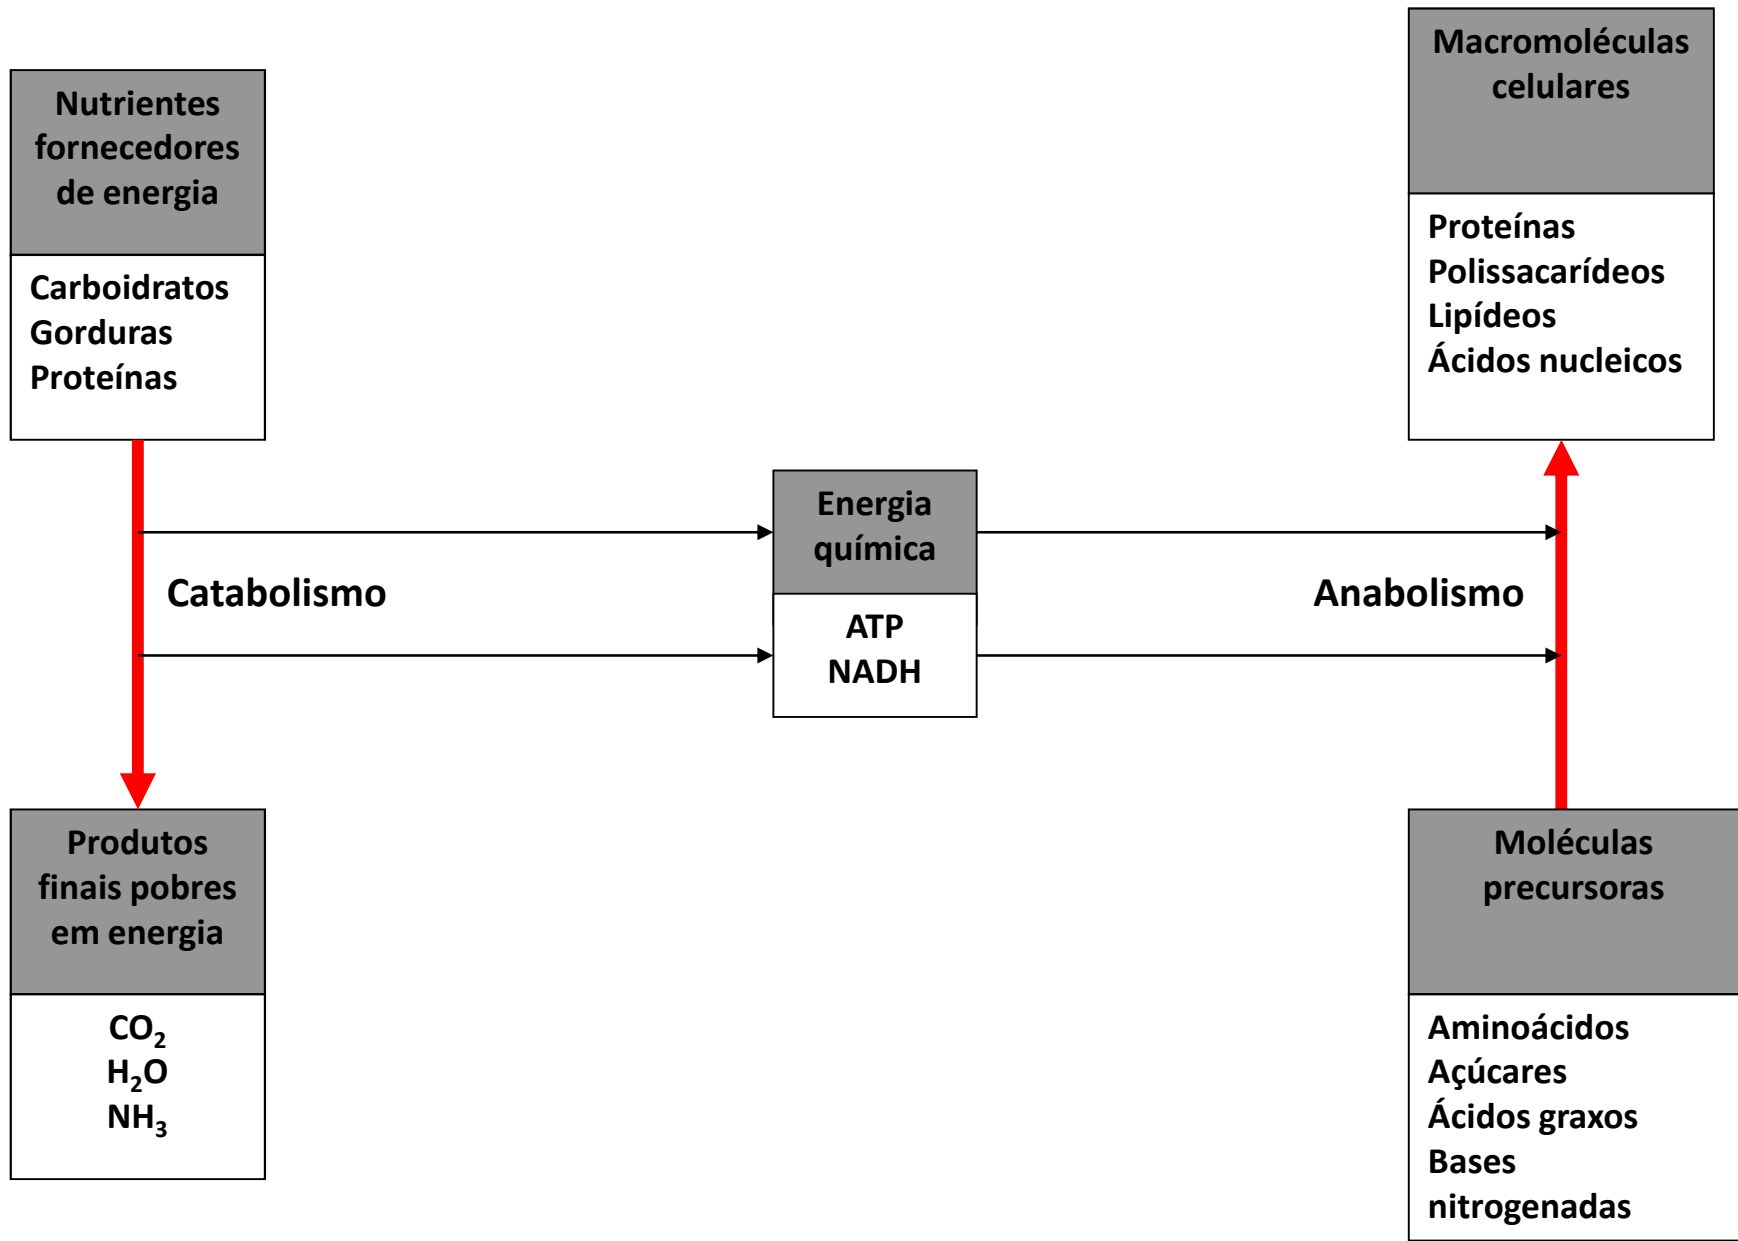 Nutrientes
fornecedores
de energia
Carboidratos
Gorduras
Proteínas
Catabolismo
Produtos
finais pobres
em energia
CO₂
H₂O
NH₃
Energia
química
ATP
NADH
Macromoléculas
celulares
Proteínas
Polissacarídeos
Lipídeos
Ácidos nucleicos
Anabolismo
Moléculas
precursoras
Aminoácidos
Açúcares
Ácidos graxos
Bases
nitrogenadas